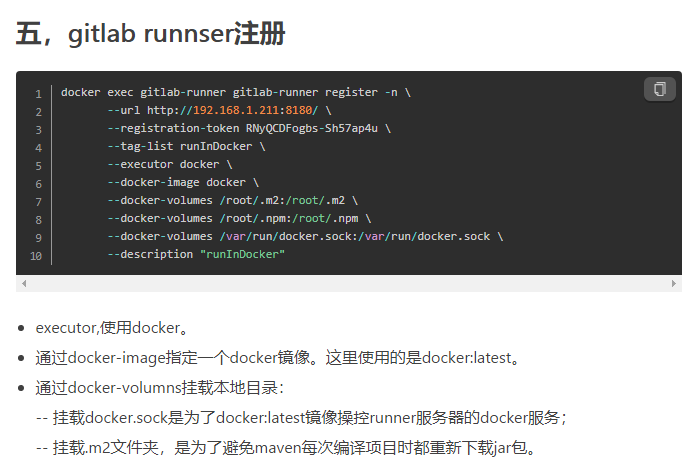 五，gitlab runnser注册
1 docker exec gitlab-runner gitlab-runner register -n \
2 --url http://192.168.1.211:8180/ \
3 --registration-token RNyQCDFogbs-Sh57ap4u \
4 --tag-list runInDocker \
5 --executor docker \
6 --docker-image docker \
7 --docker-volumes /root/.m2:/root/.m2 \
8 --docker-volumes /root/.npm:/root/.npm \
9 --docker-volumes /var/run/docker.sock:/var/run/docker.sock \
10 --description "runInDocker"
executor,使用docker。
通过docker-image指定一个docker镜像。这里使用的是docker:latest。
通过docker-volumns挂载本地目录：
-- 挂载docker.sock是为了docker:latest镜像操控runner服务器的docker服务；
-- 挂载.m2文件夹，是为了避免maven每次编译项目时都重新下载jar包。